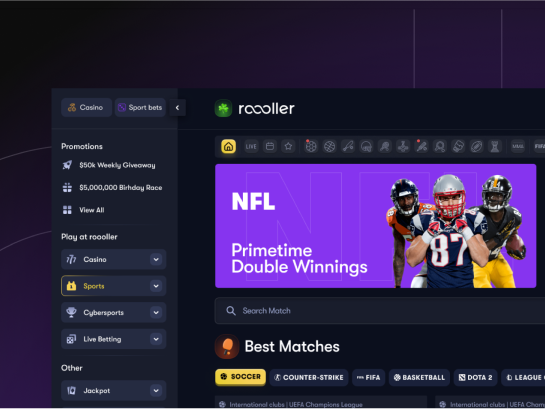 Casino
Sport bets
roooller
Promotions
$50k Weekly Giveaway
$5,000,000 Birhday Race
View All
Play at roooller
Casino
Sports
Cybersports
Live Betting
Other
Jackpot
LIVE
MMA
FIFA
NFL
Primetime
Double Winnings
87
Search Match
Best Matches
SOCCER
COUNTER-STRIKE
FIFA
BASKETBALL
DOTA 2
LEAGUE
International clubs | UEFA Champions League
International clubs | UEFA Cham